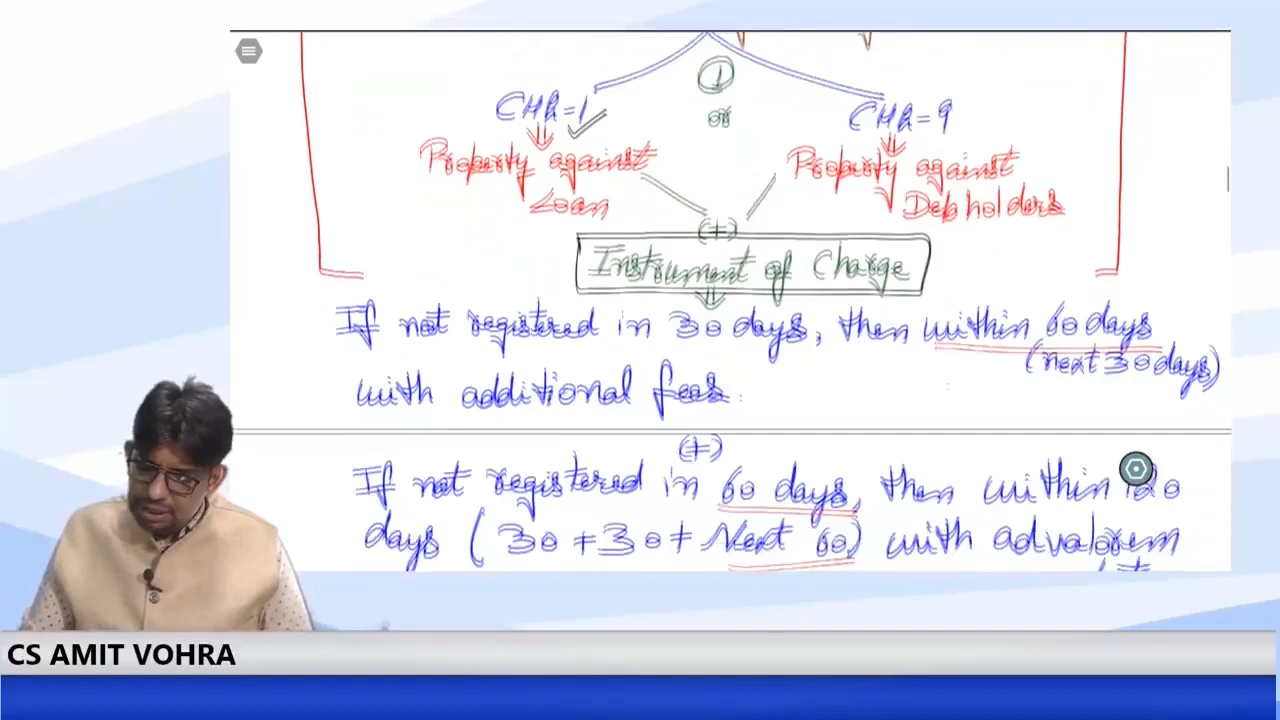 ①
CHG=1 or CHG=9
Property against Loan
Property against Debholders
(+)
Instrument of Charge
If not registered in 30 days, then within 60 days
(next 30 days)
with additional fees.
(+)
If not registered in 60 days, then within 120
days (30+30+ Next 60) with advalorem
CS AMIT VOHRA